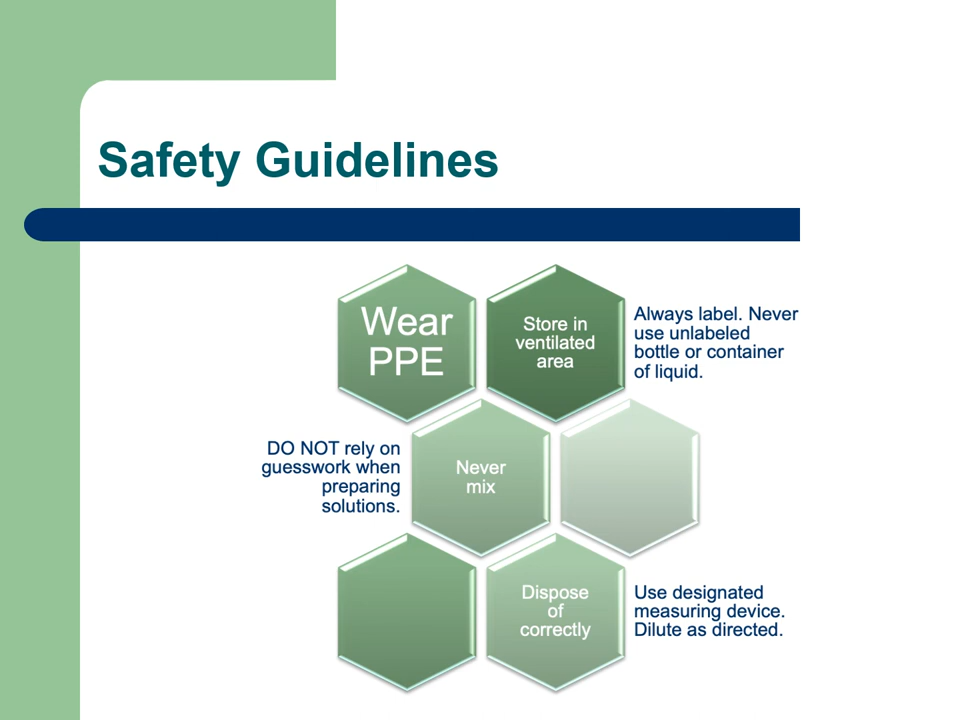 Safety Guidelines
Wear
PPE
Store in
ventilated
area
Always label. Never
use unlabeled
bottle or container
of liquid.
DO NOT rely on
guesswork when
preparing
solutions.
Never
mix
Dispose
of
correctly
Use designated
measuring device.
Dilute as directed.